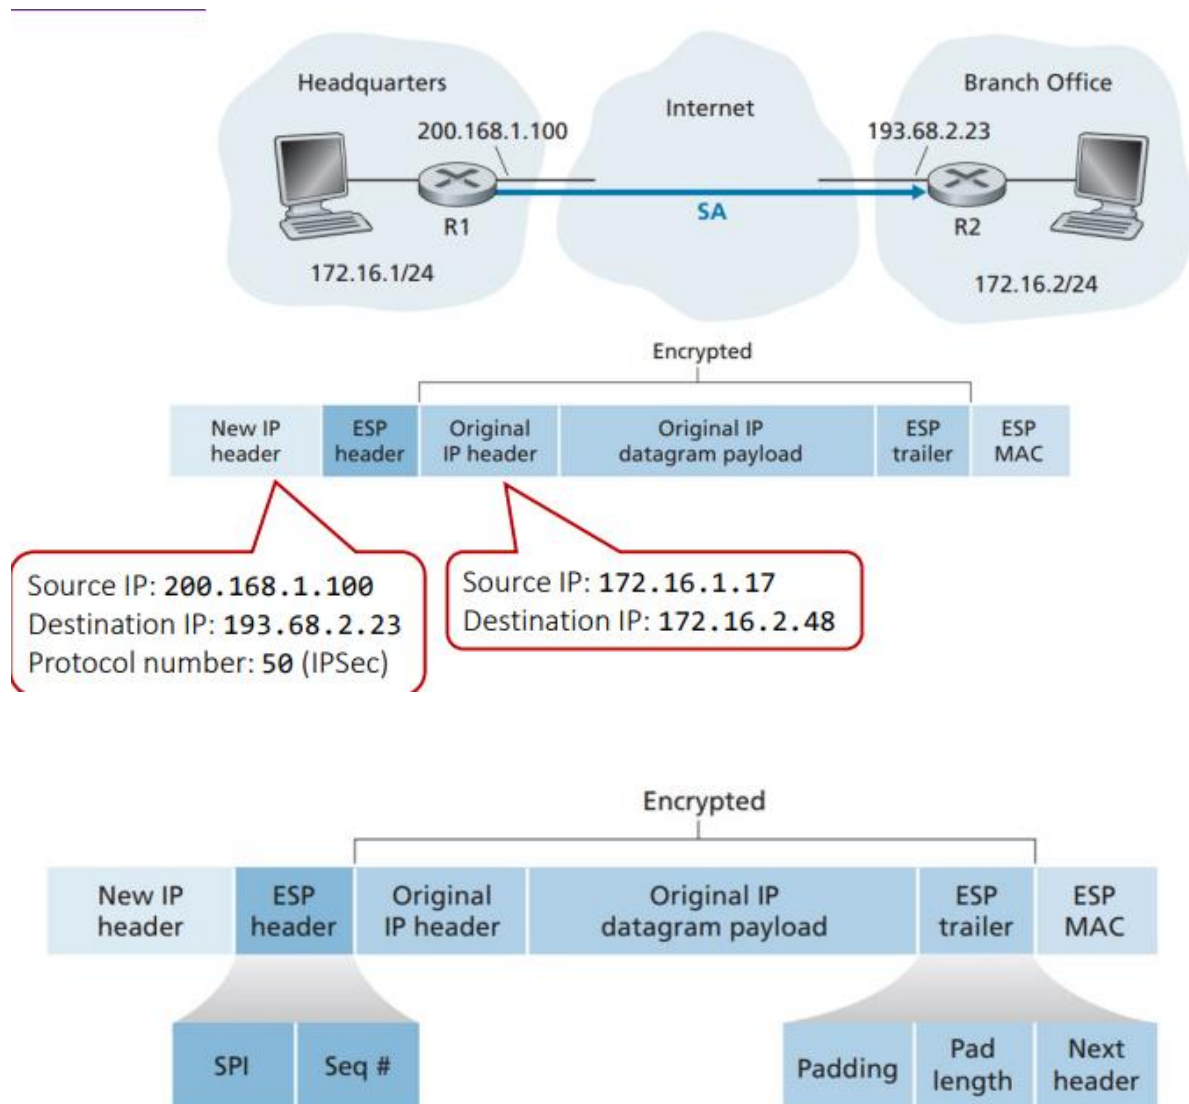 Headquarters
Internet
Branch Office
200.168.1.100
193.68.2.23
SA
R1
R2
172.16.1/24
172.16.2/24
Encrypted
New IP
header
ESP
header
Original
IP header
Original IP
datagram payload
ESP
trailer
ESP
MAC
Source IP: 200.168.1.100
Destination IP: 193.68.2.23
Protocol number: 50 (IPSec)
Source IP: 172.16.1.17
Destination IP: 172.16.2.48
Encrypted
New IP
header
ESP
header
Original
IP header
Original IP
datagram payload
ESP
trailer
ESP
MAC
SPI
Seq #
Padding
Pad
length
Next
header